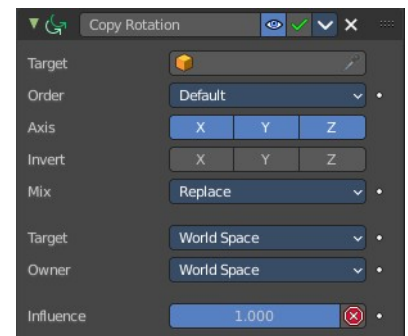 Copy Rotation
Target
Order Default
Axis X Y Z
Invert X Y Z
Mix Replace
Target World Space
Owner World Space
Influence 1.000